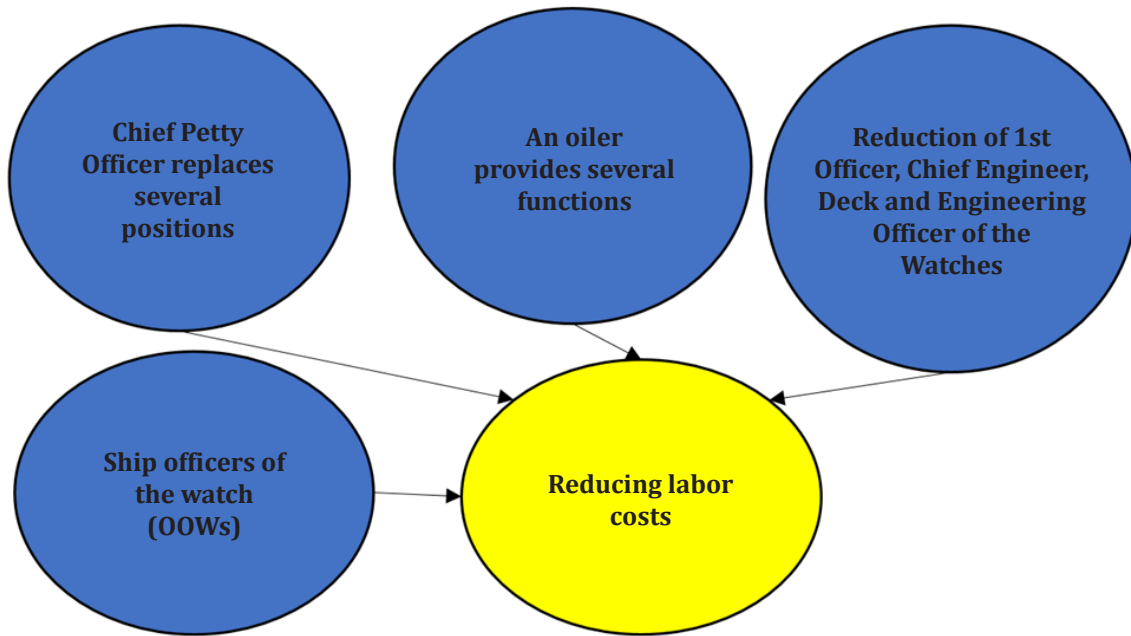 Chief Petty
Officer replaces
several
positions
An oiler
provides several
functions
Reduction of 1st
Officer, Chief Engineer,
Deck and Engineering
Officer of the
Watches
Ship officers of
the watch
(OOWs)
Reducing labor
costs